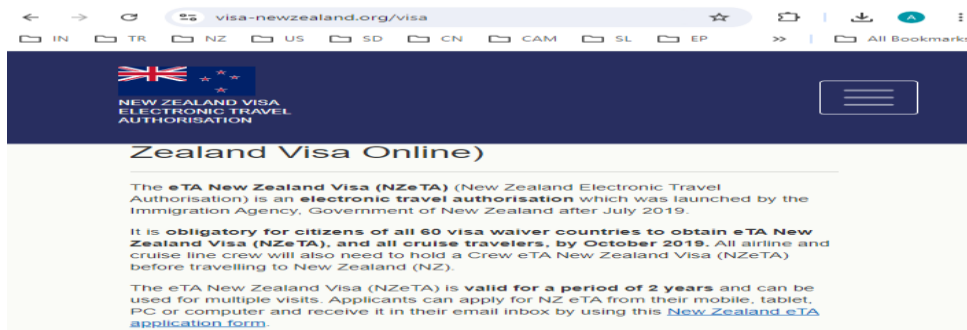 visa-newzealand.org/visa
IN TR NZ US SD CN CAM SL EP >> All Bookmarks
A
NEW ZEALAND VISA
ELECTRONIC TRAVEL
AUTHORISATION
Zealand Visa Online)
The eTA New Zealand Visa (NZeTA) (New Zealand Electronic Travel
Authorisation) is an electronic travel authorisation which was launched by the
Immigration Agency, Government of New Zealand after July 2019.
It is obligatory for citizens of all 60 visa waiver countries to obtain eTA New
Zealand Visa (NZeTA), and all cruise travelers, by October 2019. All airline and
cruise line crew will also need to hold a Crew eTA New Zealand Visa (NZeTA)
before travelling to New Zealand (NZ).
The eTA New Zealand Visa (NZeTA) is valid for a period of 2 years and can be
used for multiple visits. Applicants can apply for NZ eTA from their mobile, tablet,
PC or computer and receive it in their email inbox by using this New Zealand eTA
application form.